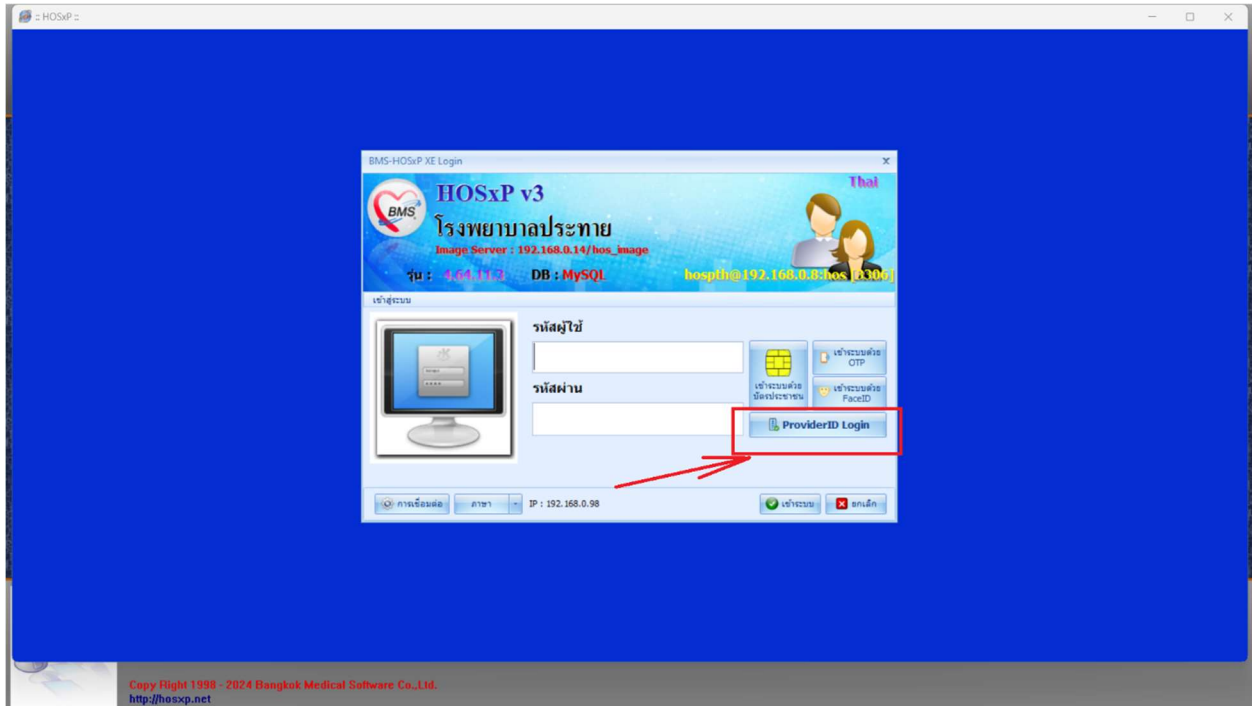 :: HOSxP ::
BMS-HOSxP XE Login
Thai
BMS
HOSxP v3
โรงพยาบาลประทาย
Image Server : 192.168.0.14/hos_image
รุ่น : 4.64.11.3 DB : MySQL hospth@192.168.0.8:hos [3306]
เข้าสู่ระบบ
รหัสผู้ใช้
รหัสผ่าน
เข้าระบบด้วย
บัตรประชาชน
เข้าระบบด้วย
OTP
เข้าระบบด้วย
FaceID
ProviderID Login
การเชื่อมต่อ ภาษา IP : 192.168.0.98 เข้าระบบ ยกเลิก
Copy Right 1998 - 2024 Bangkok Medical Software Co.,Ltd.
http://hosxp.net